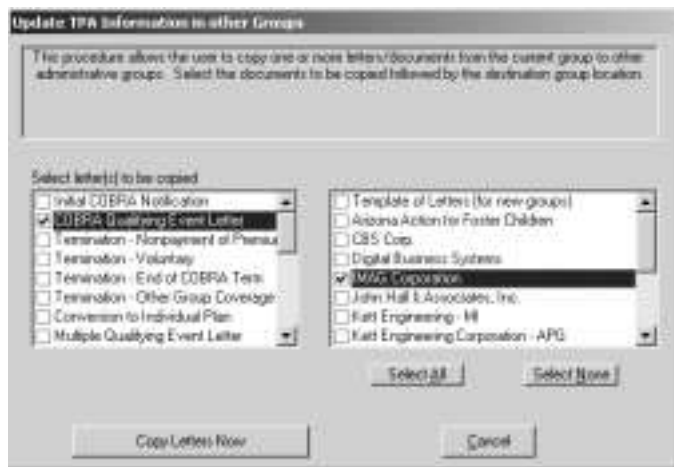 Update TPA Information in other Groups
This procedure allows the user to copy one or more letters/documents from the current group to other
administrative groups. Select the documents to be copied followed by the destination group location.
Select letter(s) to be copied
Initial COBRA Notification
COBRA Qualifying Event Letter
Termination - Nonpayment of Premiu
Termination - Voluntary
Termination - End of COBRA Term
Termination - Other Group Coverage
Conversion to Individual Plan
Multiple Qualifying Event Letter
Template of Letters (for new groups)
Arizona Action for Foster Children
CBS Corp.
Digital Business Systems
IMAG Corporation
John Hall & Associates, Inc.
Katt Engineering - MI
Katt Engineering Corporation - APG
Select All
Select None
Copy Letters Now
Cancel